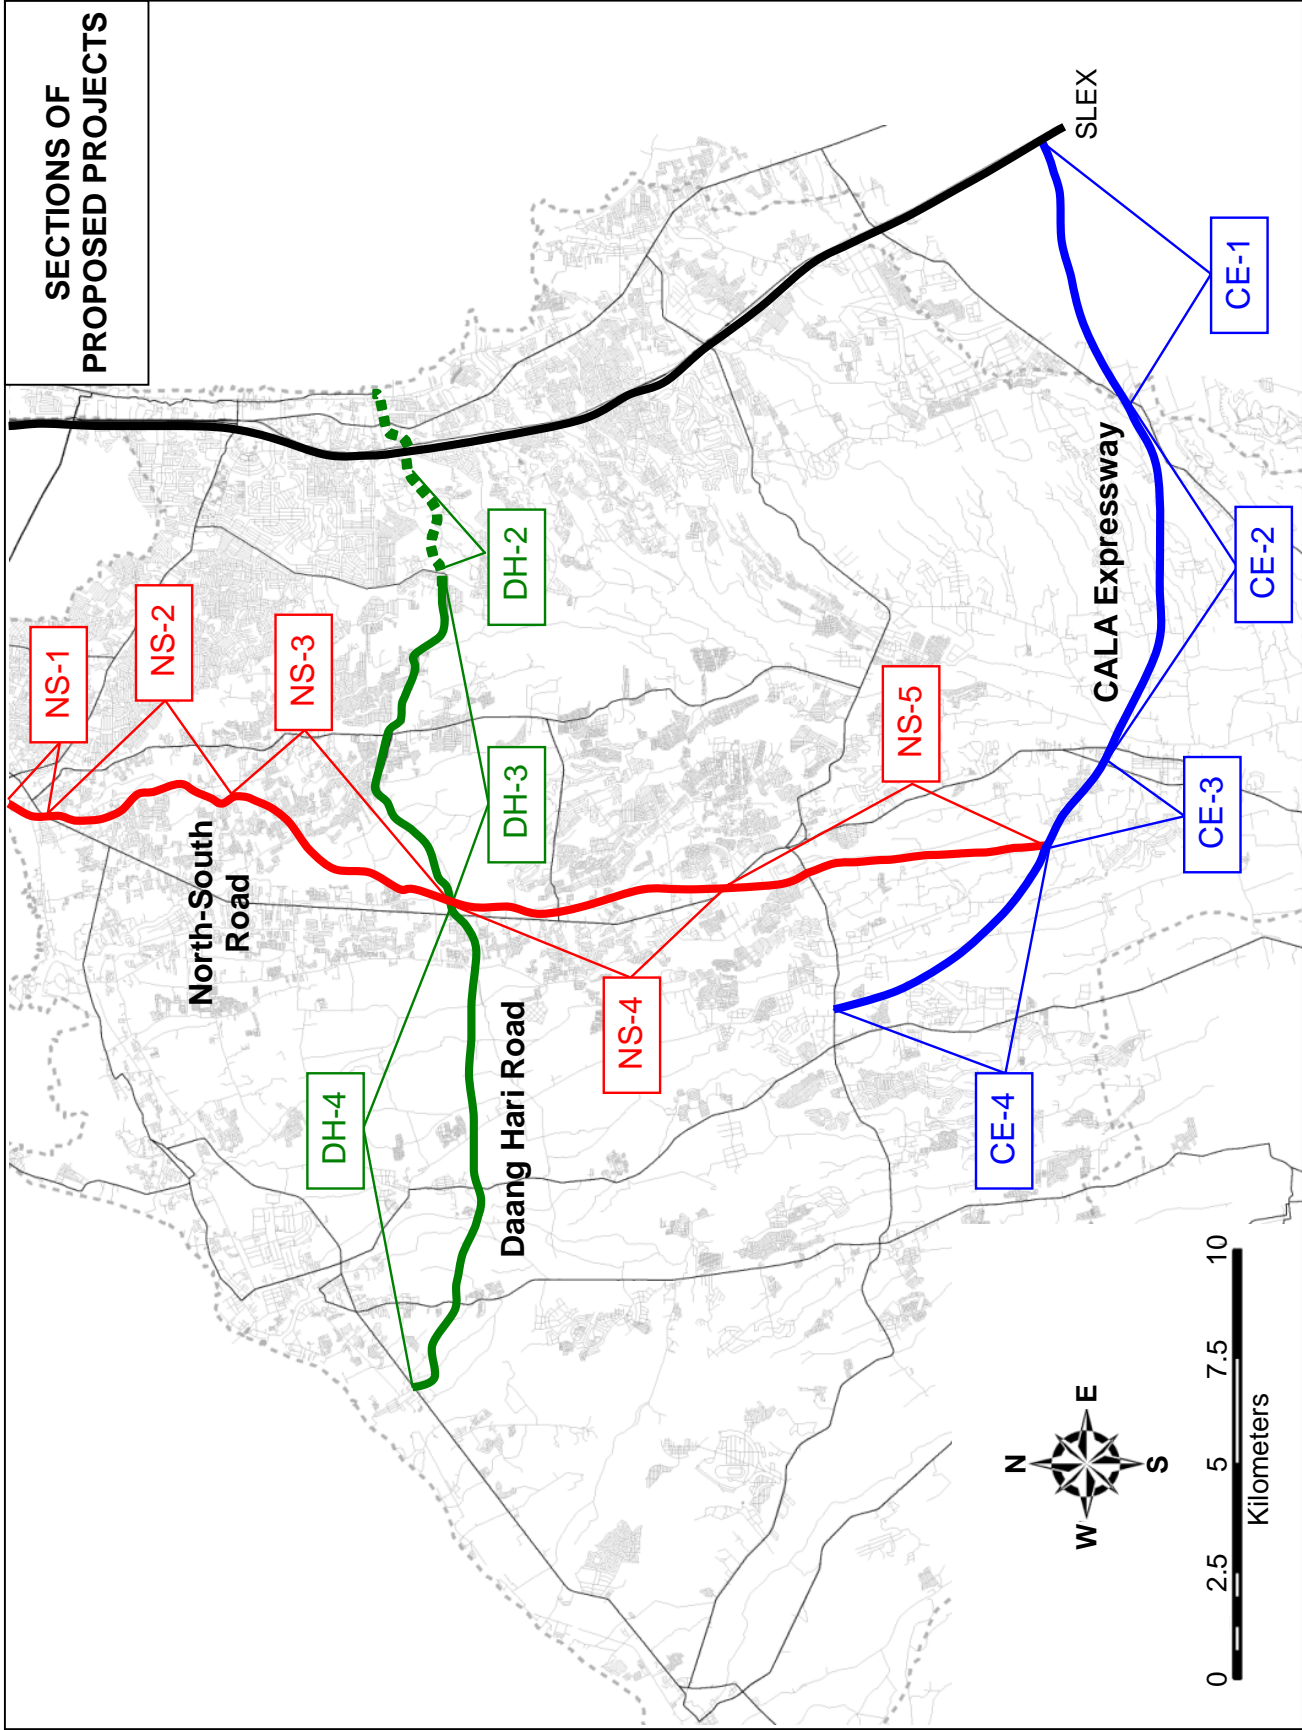 SECTIONS OF
PROPOSED PROJECTS
NS-1
NS-2
NS-3
North-South
Road
DH-2
DH-3
DH-4
Daang Hari Road
NS-4
NS-5
SLEX
CALA Expressway
CE-1
CE-2
CE-3
CE-4
N
W
E
S
0
2.5
5
7.5
10
Kilometers